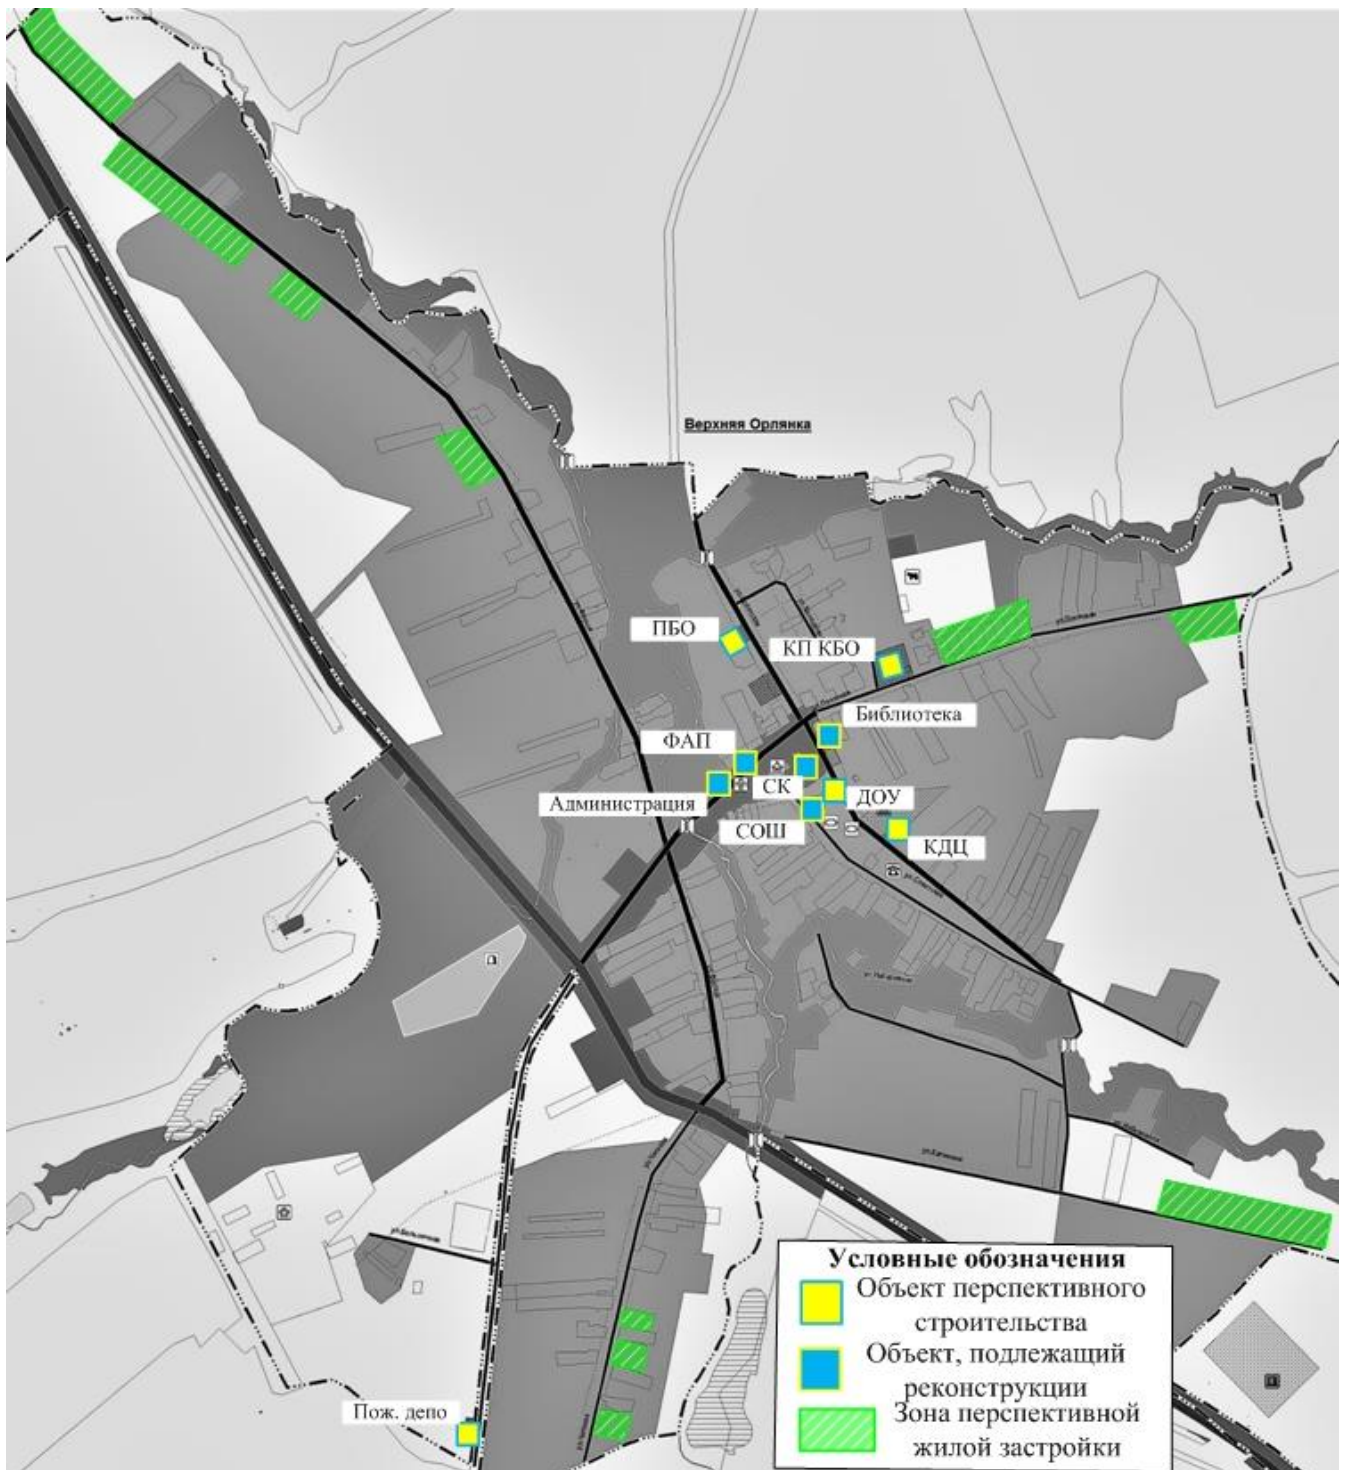 Верхняя Орлянка
ПБО
КП КБО
Библиотека
ФАП
СК
Администрация
ДОУ
СОШ
КДЦ
Пож. депо
Условные обозначения
Объект перспективного
строительства
Объект, подлежащий
реконструкции
Зона перспективной
жилой застройки